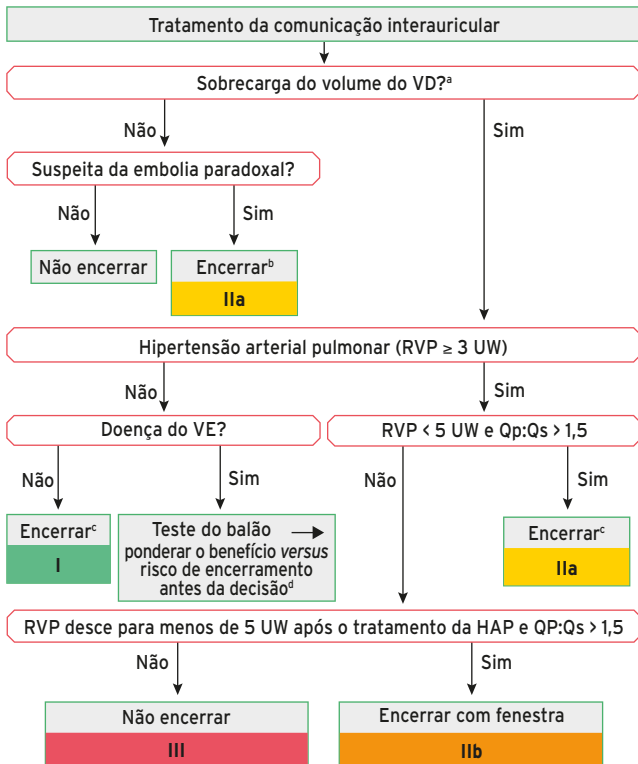 Tratamento da comunicação interauricular
Sobrecarga do volume do VD?ᵃ
Não
Sim
Suspeita da embolia paradoxal?
Não
Sim
Não encerrar
Encerrarᵇ
IIa
Hipertensão arterial pulmonar (RVP ≥ 3 UW)
Não
Sim
Doença do VE?
RVP < 5 UW e Qp:Qs > 1,5
Não
Sim
Não
Sim
Encerrarᶜ
I
Teste do balão
ponderar o benefício versus
risco de encerramento
antes da decisãoᵈ
Encerrarᶜ
IIa
RVP desce para menos de 5 UW após o tratamento da HAP e QP:Qs > 1,5
Não
Sim
Não encerrar
III
Encerrar com fenestra
IIb